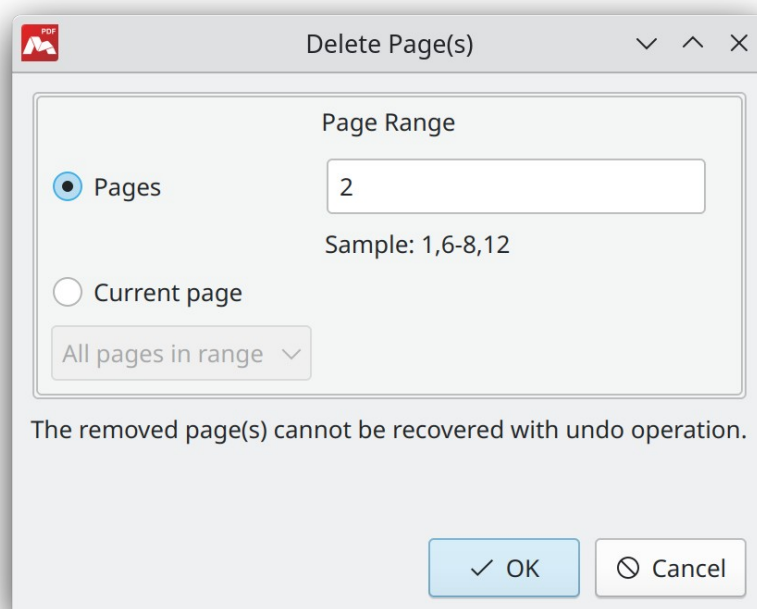 PDF
Delete Page(s)
Page Range
Pages
2
Sample: 1,6-8,12
Current page
All pages in range
The removed page(s) cannot be recovered with undo operation.
OK
Cancel